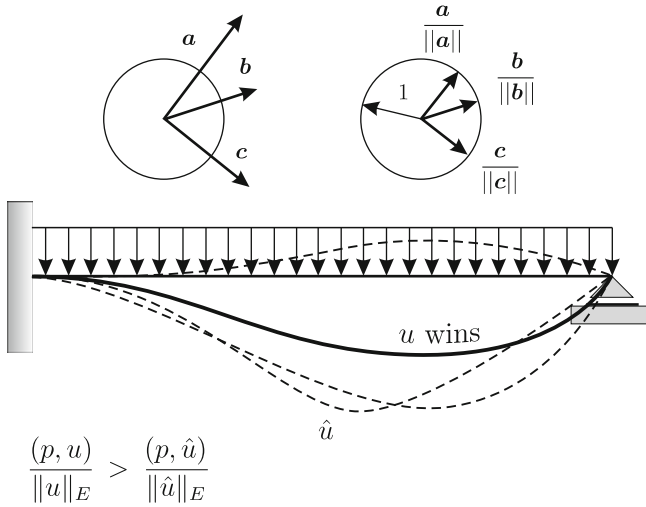 a
b
c
1
a/||a||
b/||b||
c/||c||
u wins
û
(p, u)/‖u‖_E > (p, û)/‖û‖_E